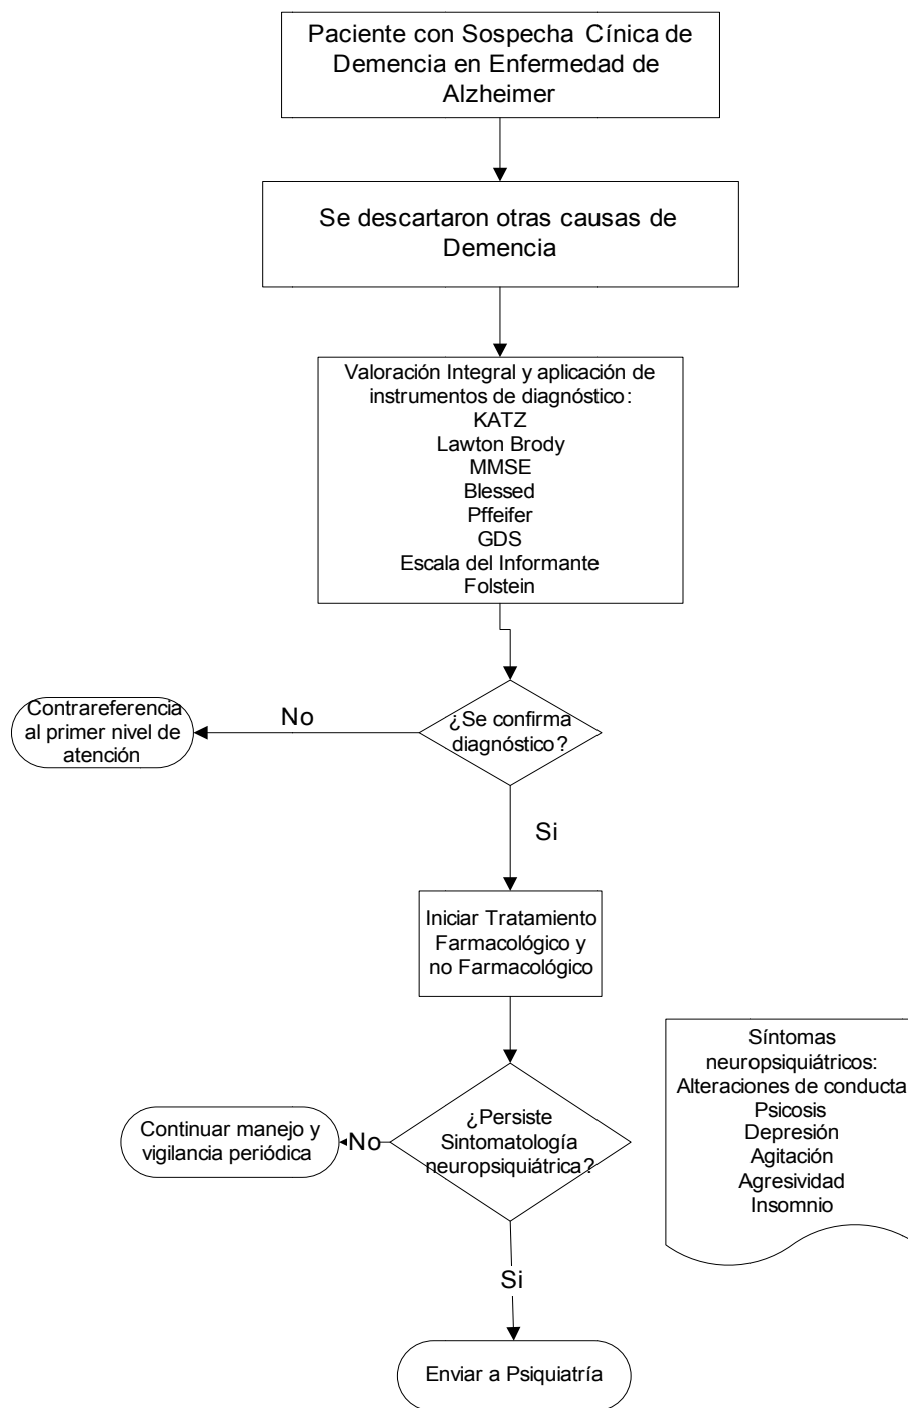 Paciente con Sospecha Cínica de
Demencia en Enfermedad de
Alzheimer
Se descartaron otras causas de
Demencia
Valoración Integral y aplicación de
instrumentos de diagnóstico:
KATZ
Lawton Brody
MMSE
Blessed
Pffeifer
GDS
Escala del Informante
Folstein
¿Se confirma
diagnóstico?
No
Contrareferencia
al primer nivel de
atención
Si
Iniciar Tratamiento
Farmacológico y
no Farmacológico
Síntomas
neuropsiquiátricos:
Alteraciones de conducta
Psicosis
Depresión
Agitación
Agresividad
Insomnio
¿Persiste
Sintomatología
neuropsiquiátrica?
No
Continuar manejo y
vigilancia periódica
Si
Enviar a Psiquiatría